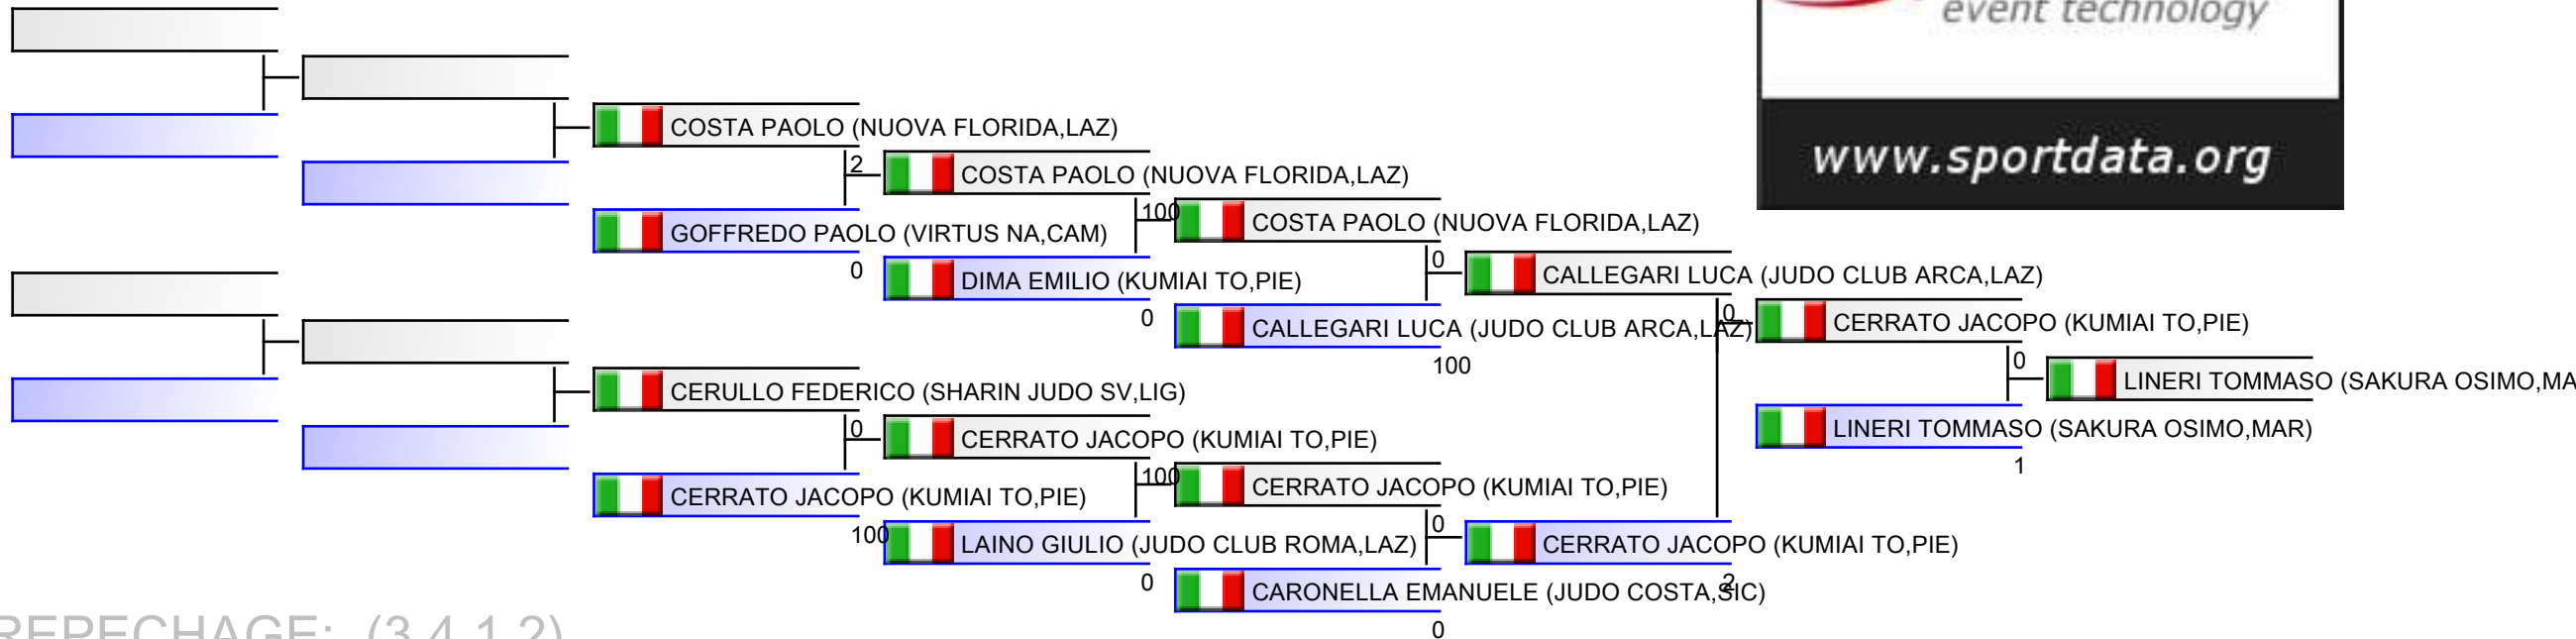 event technology
www.sportdata.org
COSTA PAOLO (NUOVA FLORIDA,LAZ)
2
COSTA PAOLO (NUOVA FLORIDA,LAZ)
100
COSTA PAOLO (NUOVA FLORIDA,LAZ)
GOFFREDO PAOLO (VIRTUS NA,CAM)
0
0
CALLEGARI LUCA (JUDO CLUB ARCA,LAZ)
DIMA EMILIO (KUMIAI TO,PIE)
0
0
CERRATO JACOPO (KUMIAI TO,PIE)
CALLEGARI LUCA (JUDO CLUB ARCA,LAZ)
100
0
LINERI TOMMASO (SAKURA OSIMO,MA
CERULLO FEDERICO (SHARIN JUDO SV,LIG)
0
CERRATO JACOPO (KUMIAI TO,PIE)
LINERI TOMMASO (SAKURA OSIMO,MAR)
1
100
CERRATO JACOPO (KUMIAI TO,PIE)
CERRATO JACOPO (KUMIAI TO,PIE)
100
0
LAINO GIULIO (JUDO CLUB ROMA,LAZ)
0
CERRATO JACOPO (KUMIAI TO,PIE)
2
CARONELLA EMANUELE (JUDO COSTA,SIC)
0
REPECHAGE: (3,4,1,2)